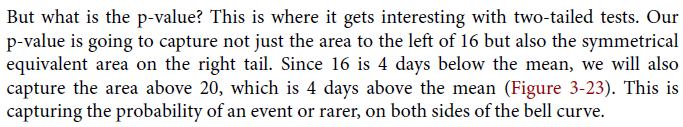 But what is the p-value? This is where it gets interesting with two-tailed tests. Our
p-value is going to capture not just the area to the left of 16 but also the symmetrical
equivalent area on the right tail. Since 16 is 4 days below the mean, we will also
capture the area above 20, which is 4 days above the mean (Figure 3-23). This is
capturing the probability of an event or rarer, on both sides of the bell curve.